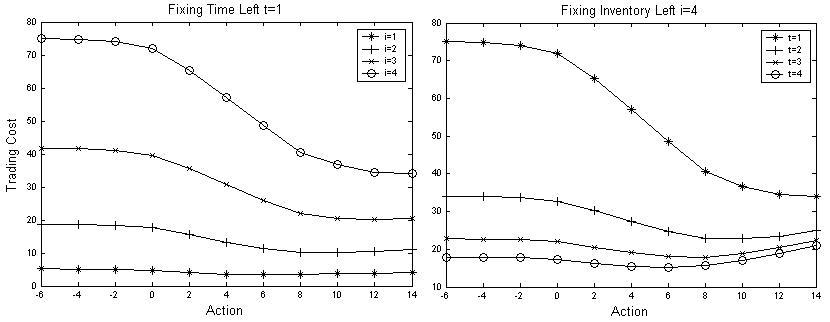 Fixing Time Left t=1
80
70
60
50
40
30
20
10
0
Trading Cost
-6 -4 -2 0 2 4 6 8 10 12 14
Action
i=1
i=2
i=3
i=4
Fixing Inventory Left i=4
80
70
60
50
40
30
20
10
-6 -4 -2 0 2 4 6 8 10 12 14
Action
t=1
t=2
t=3
t=4